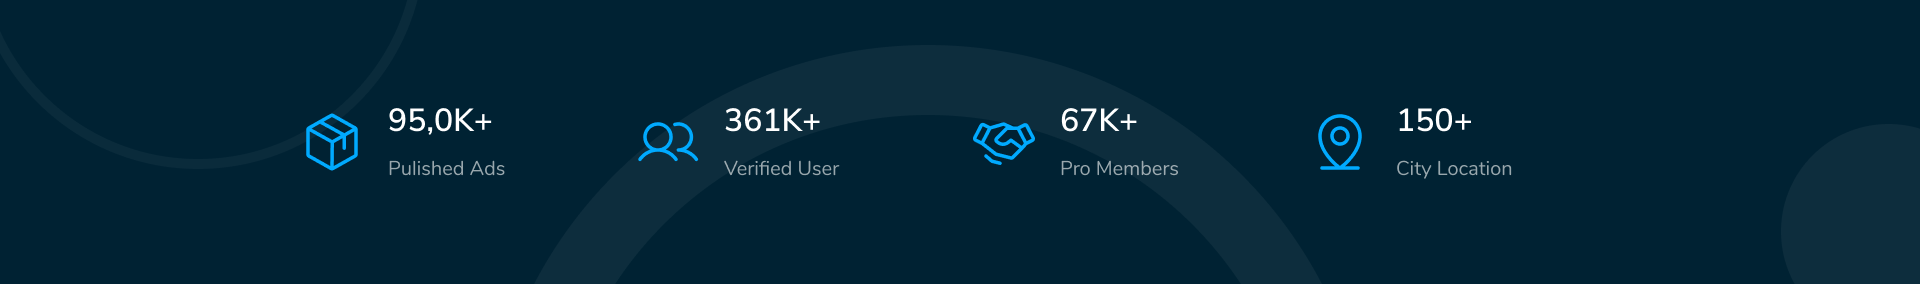 95,0K+
Pulished Ads
361K+
Verified User
67K+
Pro Members
150+
City Location